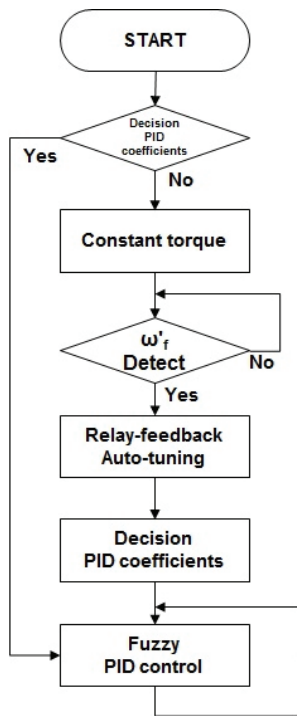 START
Decision
PID
coefficients
Yes
No
Constant torque
ω'f
Detect
No
Yes
Relay-feedback
Auto-tuning
Decision
PID coefficients
Fuzzy
PID control